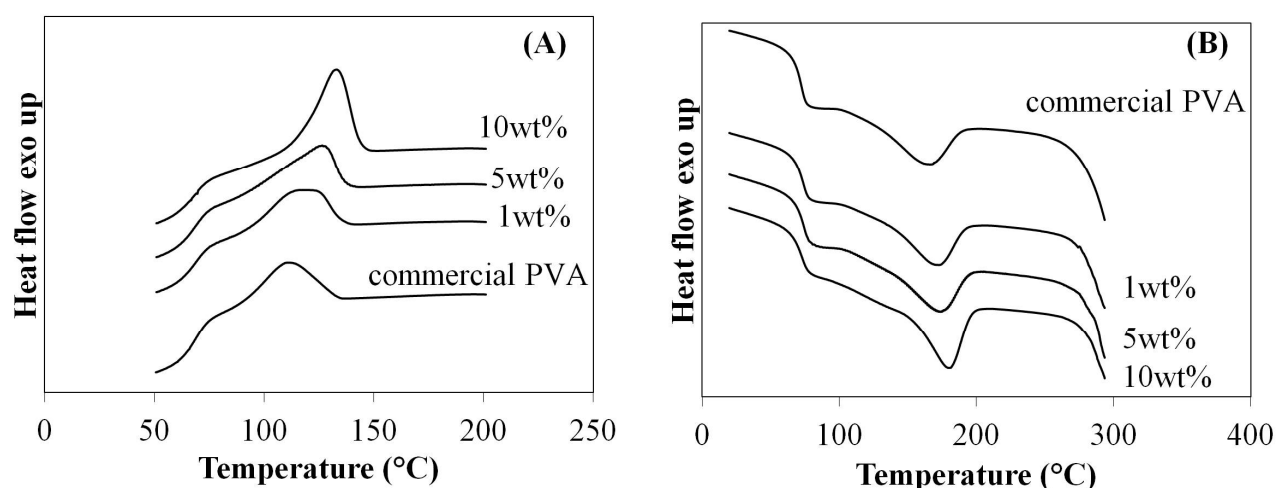 (A)
Heat flow exo up
10wt%
5wt%
1wt%
commercial PVA
0 50 100 150 200 250
Temperature (°C)
(B)
Heat flow exo up
commercial PVA
1wt%
5wt%
10wt%
0 100 200 300 400
Temperature (°C)